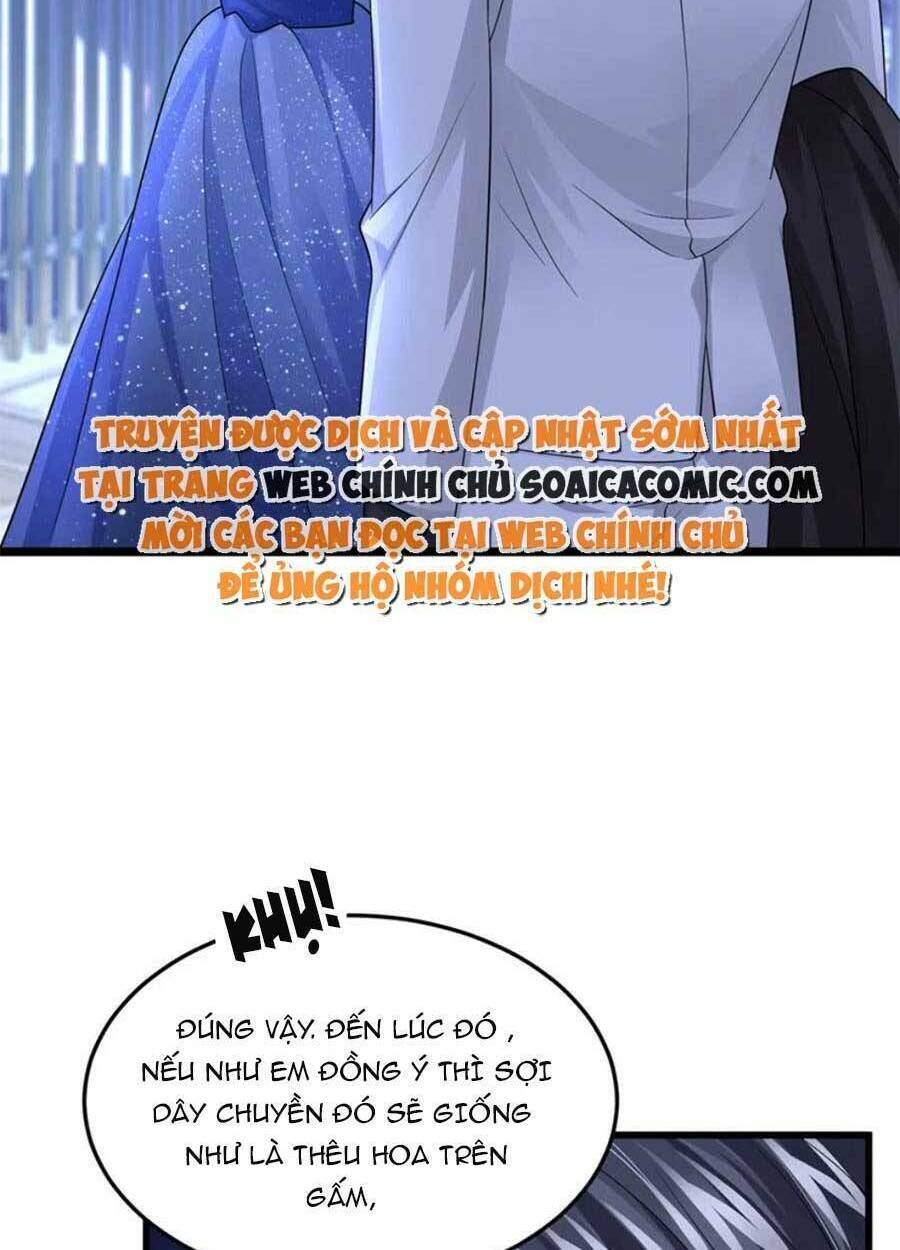 TRUYỆN ĐƯỢC DỊCH VÀ CẬP NHẬT SỚM NHẤT
TẠI TRANG WEB CHÍNH CHỦ SOAICACOMIC.COM
MỜI CÁC BẠN ĐỌC TẠI WEB CHÍNH CHỦ
ĐỂ ỦNG HỘ NHÓM DỊCH NHÉ!
KHỤ!
ĐÚNG VẬY. ĐẾN LÚC ĐÓ ,
NẾU NHƯ EM ĐỒNG Ý THÌ SỢI
DÂY CHUYỀN ĐÓ SẼ GIỐNG
NHƯ LÀ THÊU HOA TRÊN
GẤM,